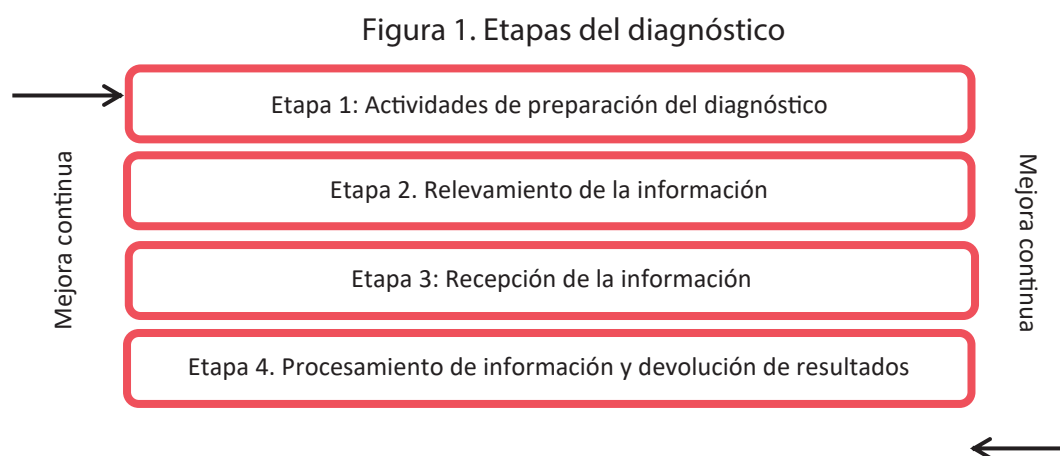 Figura 1. Etapas del diagnóstico
Etapa 1: Actividades de preparación del diagnóstico
Etapa 2. Relevamiento de la información
Etapa 3: Recepción de la información
Etapa 4. Procesamiento de información y devolución de resultados
Mejora continua
Mejora continua